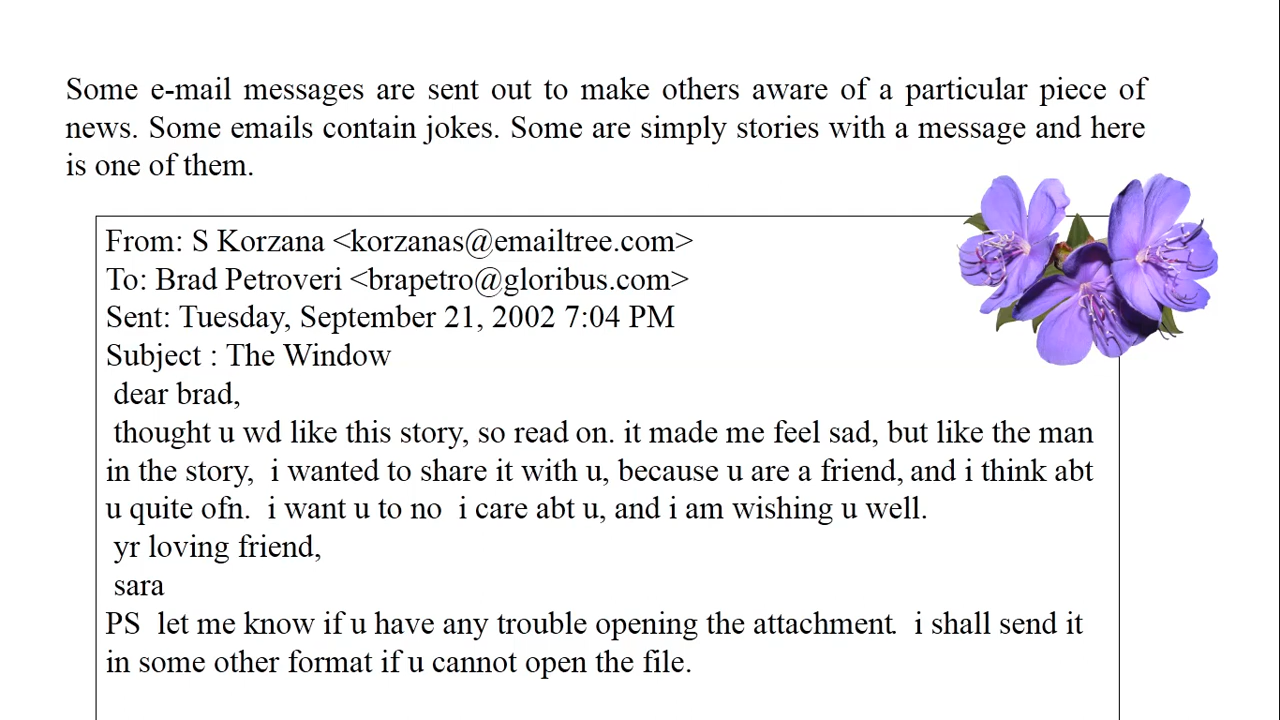 Some e-mail messages are sent out to make others aware of a particular piece of
news. Some emails contain jokes. Some are simply stories with a message and here
is one of them.
From: S Korzana <korzanas@emailtree.com>
To: Brad Petroveri <brapetro@gloribus.com>
Sent: Tuesday, September 21, 2002 7:04 PM
Subject : The Window
dear brad,
thought u wd like this story, so read on. it made me feel sad, but like the man
in the story, i wanted to share it with u, because u are a friend, and i think abt
u quite ofn. i want u to no i care abt u, and i am wishing u well.
yr loving friend,
sara
PS let me know if u have any trouble opening the attachment. i shall send it
in some other format if u cannot open the file.